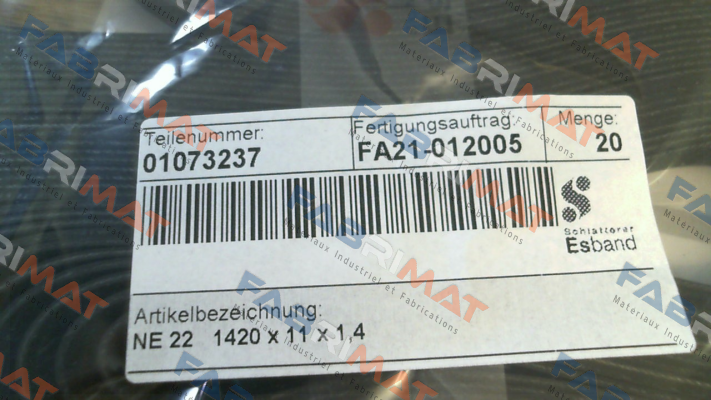 Teilenummer:
01073237
Fertigungsauftrag:
FA21-012005
Menge:
20
Schlatterer
Esband
Artikelbezeichnung:
NE 22 1420 x 11 x 1,4
FABRIMAT
Matériaux Industriel et Fabrications